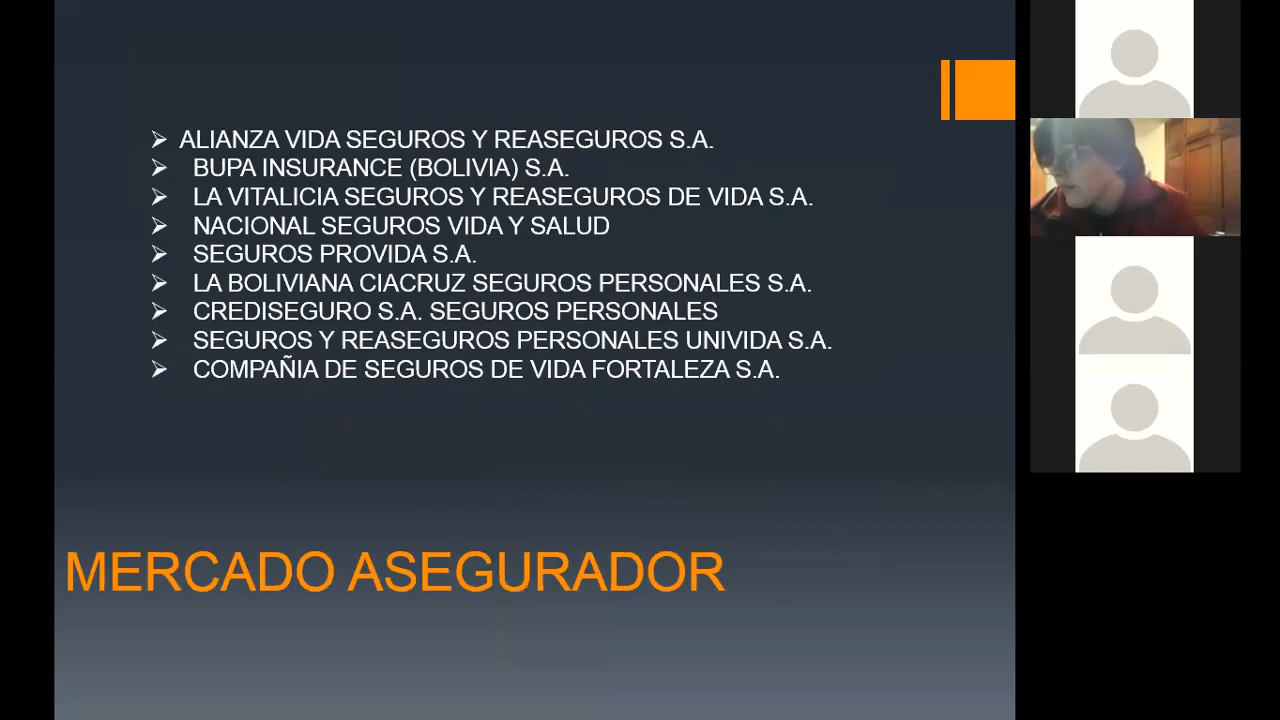 ALIANZA VIDA SEGUROS Y REASEGUROS S.A.
BUPA INSURANCE (BOLIVIA) S.A.
LA VITALICIA SEGUROS Y REASEGUROS DE VIDA S.A.
NACIONAL SEGUROS VIDA Y SALUD
SEGUROS PROVIDA S.A.
LA BOLIVIANA CIACRUZ SEGUROS PERSONALES S.A.
CREDISEGURO S.A. SEGUROS PERSONALES
SEGUROS Y REASEGUROS PERSONALES UNIVIDA S.A.
COMPAÑIA DE SEGUROS DE VIDA FORTALEZA S.A.
MERCADO ASEGURADOR